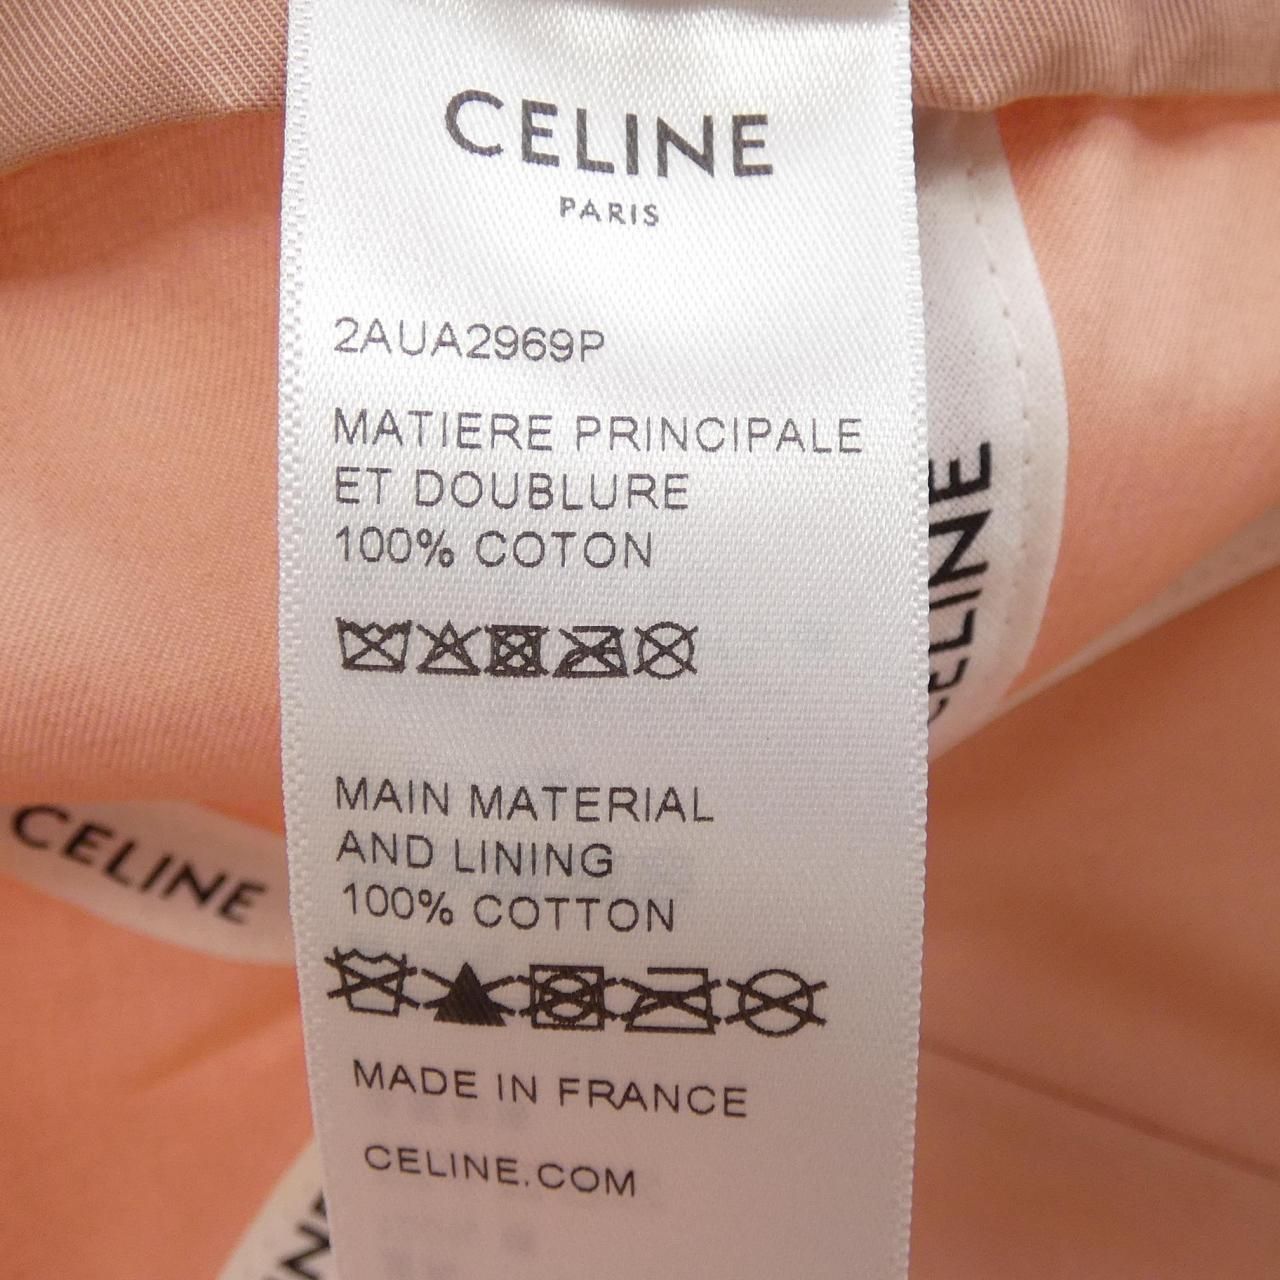 CELINE
PARIS
2AUA2969P
MATIERE PRINCIPALE
ET DOUBLURE
100% COTON
MAIN MATERIAL
AND LINING
100% COTTON
MADE IN FRANCE
CELINE.COM
CELINE
CELINE